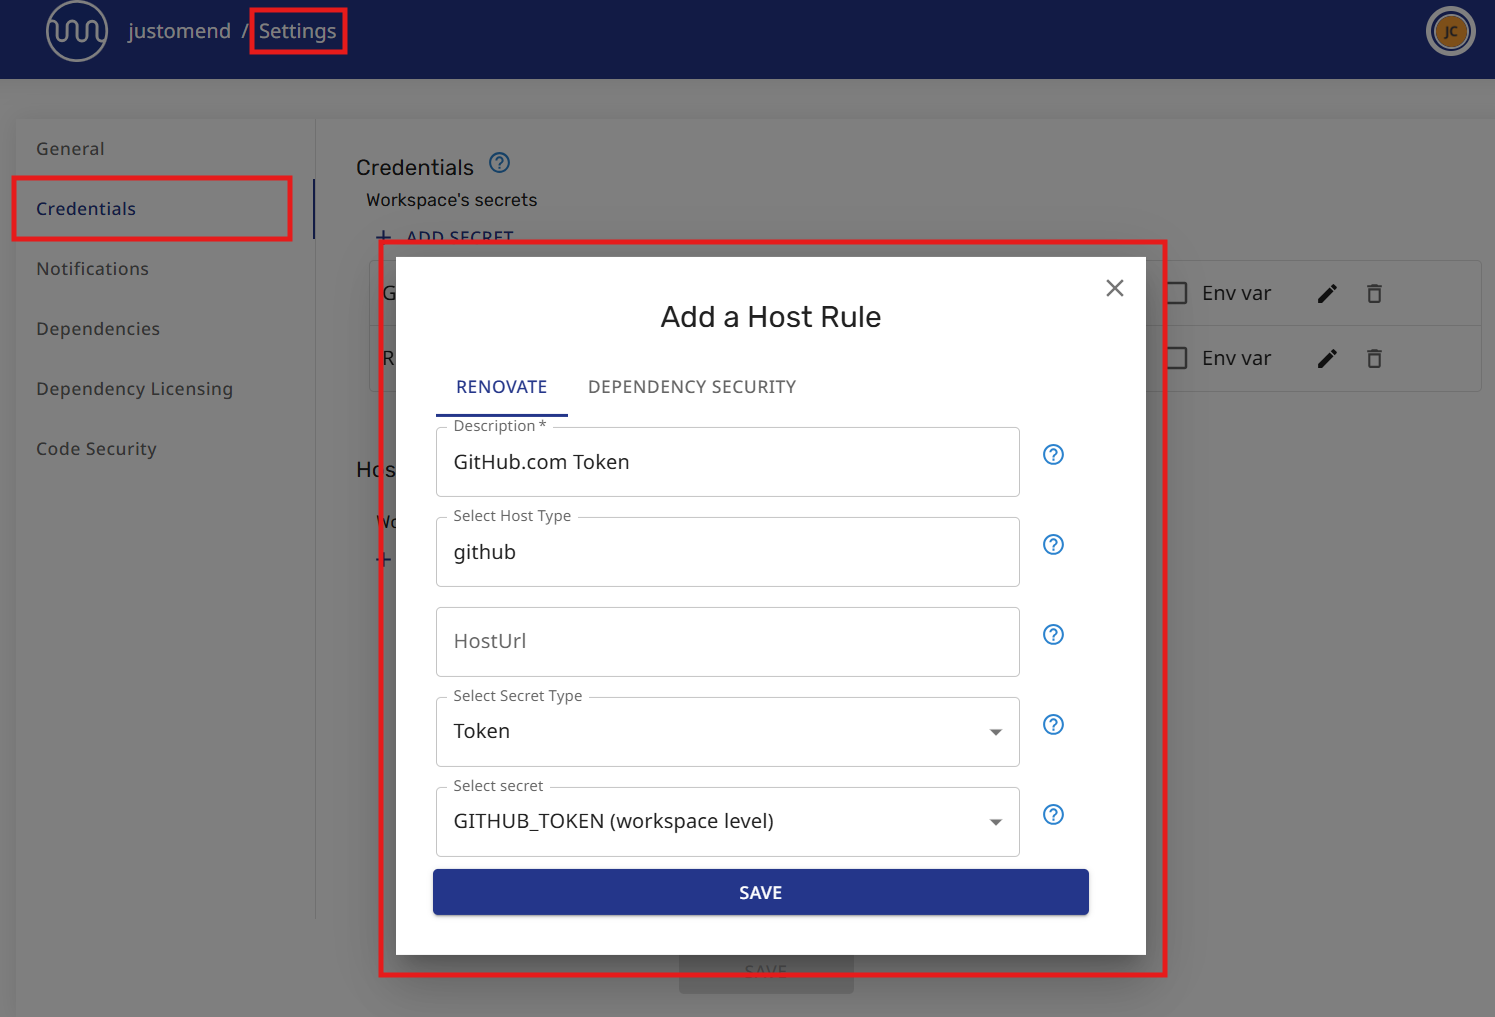 justomend / Settings
JC
General
Credentials
Notifications
Dependencies
Dependency Licensing
Code Security
Credentials
Workspace's secrets
+ ADD SECRET
Env var
Env var
Add a Host Rule
RENOVATE DEPENDENCY SECURITY
Description *
GitHub.com Token
Select Host Type
github
HostUrl
Select Secret Type
Token
Select secret
GITHUB_TOKEN (workspace level)
SAVE
SAVE